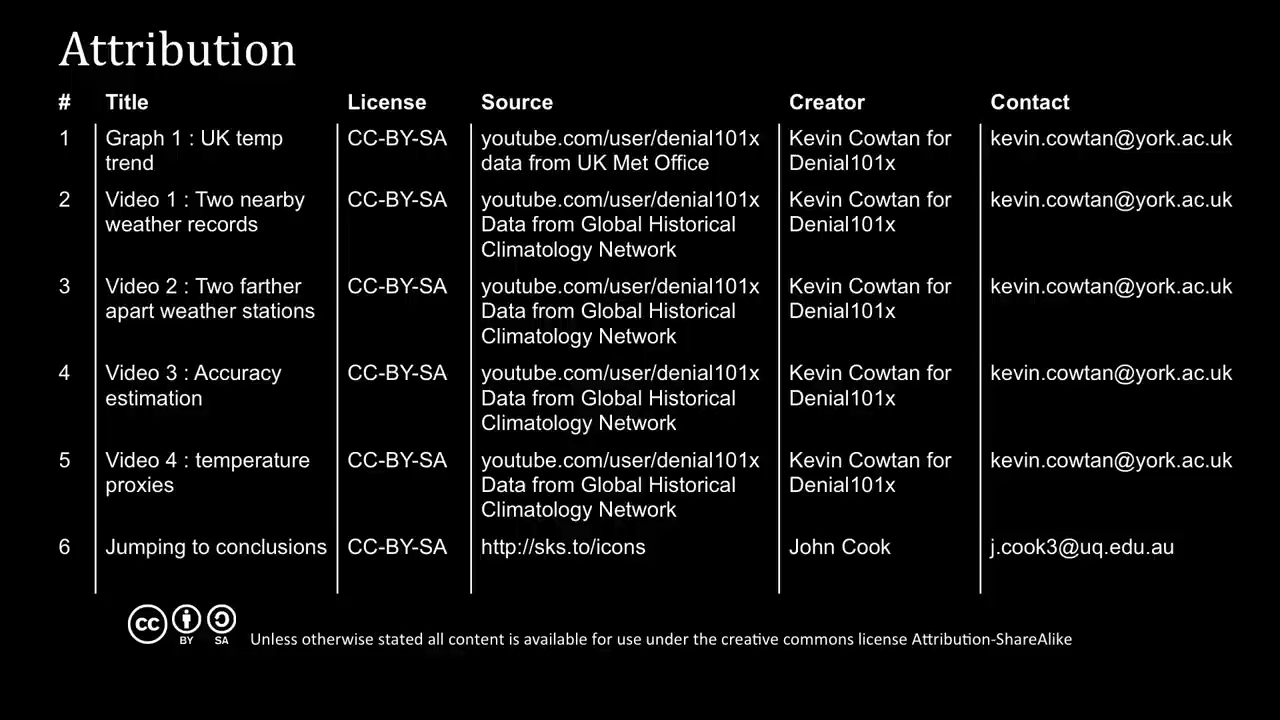 Attribution
# Title License Source Creator Contact
1 Graph 1 : UK temp CC-BY-SA youtube.com/user/denial101x Kevin Cowtan for kevin.cowtan@york.ac.uk
trend data from UK Met Office Denial101x
2 Video 1 : Two nearby CC-BY-SA youtube.com/user/denial101x Kevin Cowtan for kevin.cowtan@york.ac.uk
weather records Data from Global Historical Denial101x
Climatology Network
3 Video 2 : Two farther CC-BY-SA youtube.com/user/denial101x Kevin Cowtan for kevin.cowtan@york.ac.uk
apart weather stations Data from Global Historical Denial101x
Climatology Network
4 Video 3 : Accuracy CC-BY-SA youtube.com/user/denial101x Kevin Cowtan for kevin.cowtan@york.ac.uk
estimation Data from Global Historical Denial101x
Climatology Network
5 Video 4 : temperature CC-BY-SA youtube.com/user/denial101x Kevin Cowtan for kevin.cowtan@york.ac.uk
proxies Data from Global Historical Denial101x
Climatology Network
6 Jumping to conclusions CC-BY-SA http://sks.to/icons John Cook j.cook3@uq.edu.au
cc BY SA Unless otherwise stated all content is available for use under the creative commons license Attribution-ShareAlike